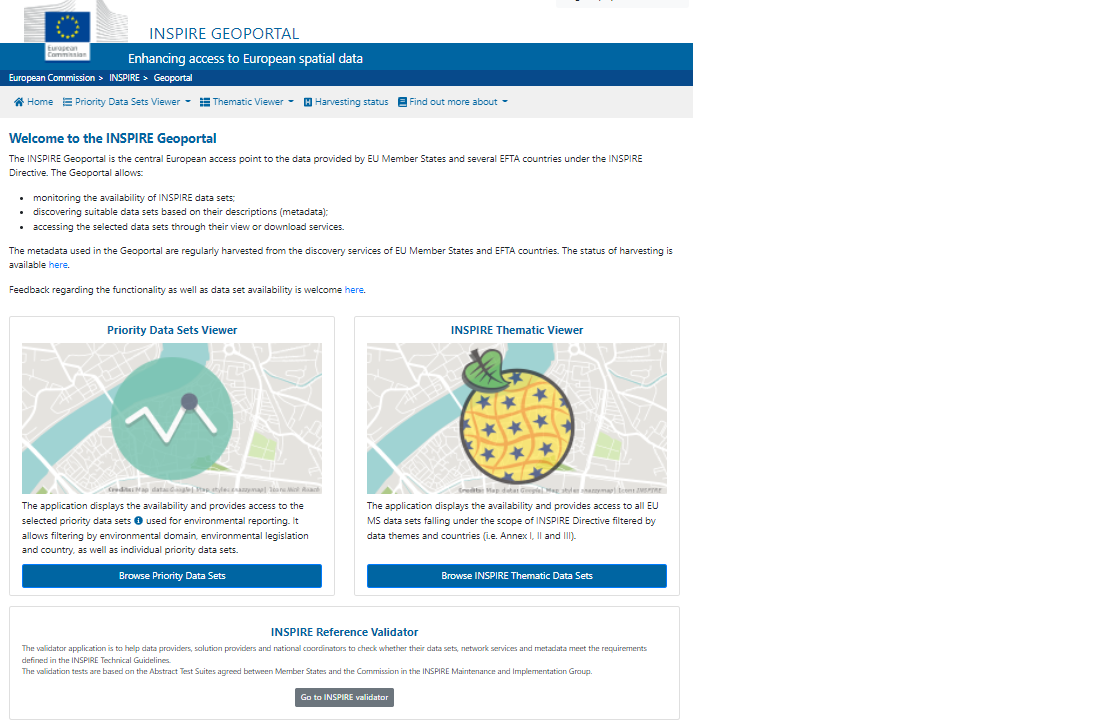 European
Commission
INSPIRE GEOPORTAL
Enhancing access to European spatial data
European Commission > INSPIRE > Geoportal
Home Priority Data Sets Viewer Thematic Viewer Harvesting status Find out more about
Welcome to the INSPIRE Geoportal
The INSPIRE Geoportal is the central European access point to the data provided by EU Member States and several EFTA countries under the INSPIRE
Directive. The Geoportal allows:
• monitoring the availability of INSPIRE data sets;
• discovering suitable data sets based on their descriptions (metadata);
• accessing the selected data sets through their view or download services.
The metadata used in the Geoportal are regularly harvested from the discovery services of EU Member States and EFTA countries. The status of harvesting is
available here.
Feedback regarding the functionality as well as data set availability is welcome here.
Priority Data Sets Viewer
Credits: Map data: Google| Map style: snazzymap| Icon: Nick Roach
The application displays the availability and provides access to the
selected priority data sets used for environmental reporting. It
allows filtering by environmental domain, environmental legislation
and country, as well as individual priority data sets.
Browse Priority Data Sets
INSPIRE Thematic Viewer
Credits: Map data: Google| Map style: snazzymap| Icon: INSPIRE
The application displays the availability and provides access to all EU
MS data sets falling under the scope of INSPIRE Directive filtered by
data themes and countries (i.e. Annex I, II and III).
Browse INSPIRE Thematic Data Sets
INSPIRE Reference Validator
The validator application is to help data providers, solution providers and national coordinators to check whether their data sets, network services and metadata meet the requirements
defined in the INSPIRE Technical Guidelines.
The validation tests are based on the Abstract Test Suites agreed between Member States and the Commission in the INSPIRE Maintenance and Implementation Group.
Go to INSPIRE validator